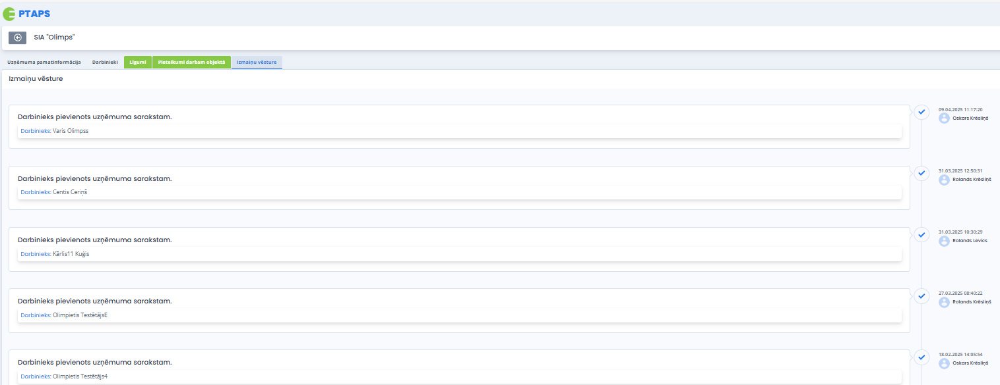 PTAPS
SIA "Olimps"
Uzņēmuma pamatinformācija Darbinieki Līgumi Pieteikumi darbam objektā Izmaiņu vēsture
Izmaiņu vēsture
Darbinieks pievienots uzņēmuma sarakstam.
Darbinieks: Varis Olimpss
09.04.2025 11:17:20
Oskars Krēsliņš
Darbinieks pievienots uzņēmuma sarakstam.
Darbinieks: Centis Ceriņš
31.03.2025 12:50:31
Rolands Krēsliņš
Darbinieks pievienots uzņēmuma sarakstam.
Darbinieks: Kārlis11 Kuģis
31.03.2025 10:30:29
Rolands Levics
Darbinieks pievienots uzņēmuma sarakstam.
Darbinieks: Olimpietis TestētājsE
27.03.2025 08:40:22
Rolands Krēsliņš
Darbinieks pievienots uzņēmuma sarakstam.
Darbinieks: Olimpietis Testētājs4
18.02.2025 14:05:54
Oskars Krēsliņš